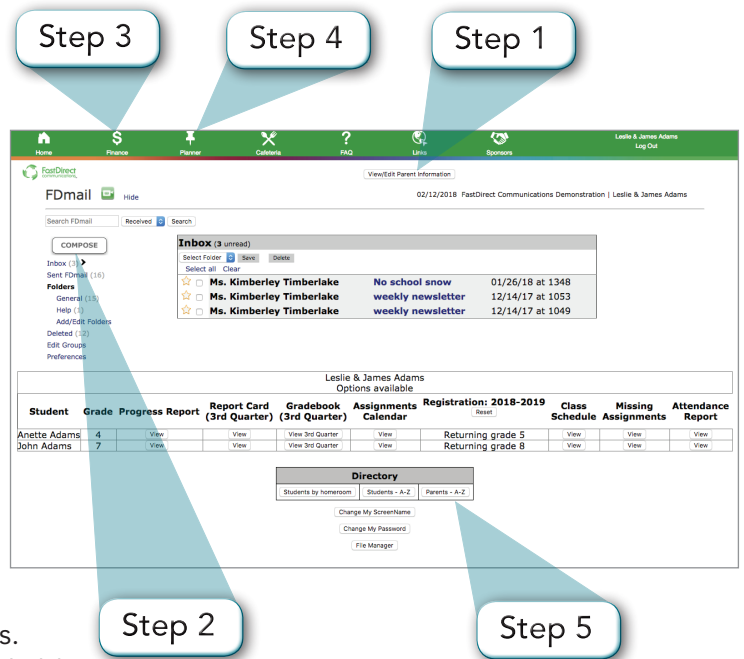 Step 3 Step 4 Step 1
Home Finance Planner Cafeteria FAQ Links Sponsors Leslie & James Adams
Log Out
FastDirect
communications
View/Edit Parent Information
FDmail Hide 02/12/2018 FastDirect Communications Demonstration | Leslie & James Adams
Search FDmail Received Search
COMPOSE
Inbox (3)
Sent FDmail (16)
Folders
General (15)
Help (1)
Add/Edit Folders
Deleted (12)
Edit Groups
Preferences
Inbox (3 unread)
Select Folder Save Delete
Select all Clear
Ms. Kimberley Timberlake No school snow 01/26/18 at 1348
Ms. Kimberley Timberlake weekly newsletter 12/14/17 at 1053
Ms. Kimberley Timberlake weekly newsletter 12/14/17 at 1049
Leslie & James Adams
Options available
Student Grade Progress Report Report Card (3rd Quarter) Gradebook (3rd Quarter) Assignments Calendar Registration: 2018-2019 Reset Class Schedule Missing Assignments Attendance Report
Anette Adams 4 View View View 3rd Quarter View Returning grade 5 View View View
John Adams 7 View View View 3rd Quarter View Returning grade 8 View View View
Directory
Students by homeroom Students - A-Z Parents - A-Z
Change My ScreenName
Change My Password
File Manager
Step 2 Step 5
s.